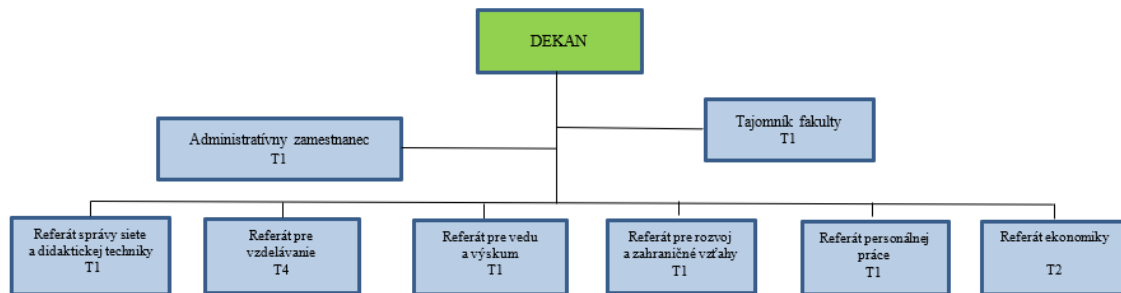 DEKAN
Tajomník fakulty
T1
Administratívny zamestnanec
T1
Referát správy siete
a didaktickej techniky
T1
Referát pre
vzdelávanie
T4
Referát pre vedu
a výskum
T1
Referát pre rozvoj
a zahraničné vzťahy
T1
Referát personálnej
práce
T1
Referát ekonomiky
T2